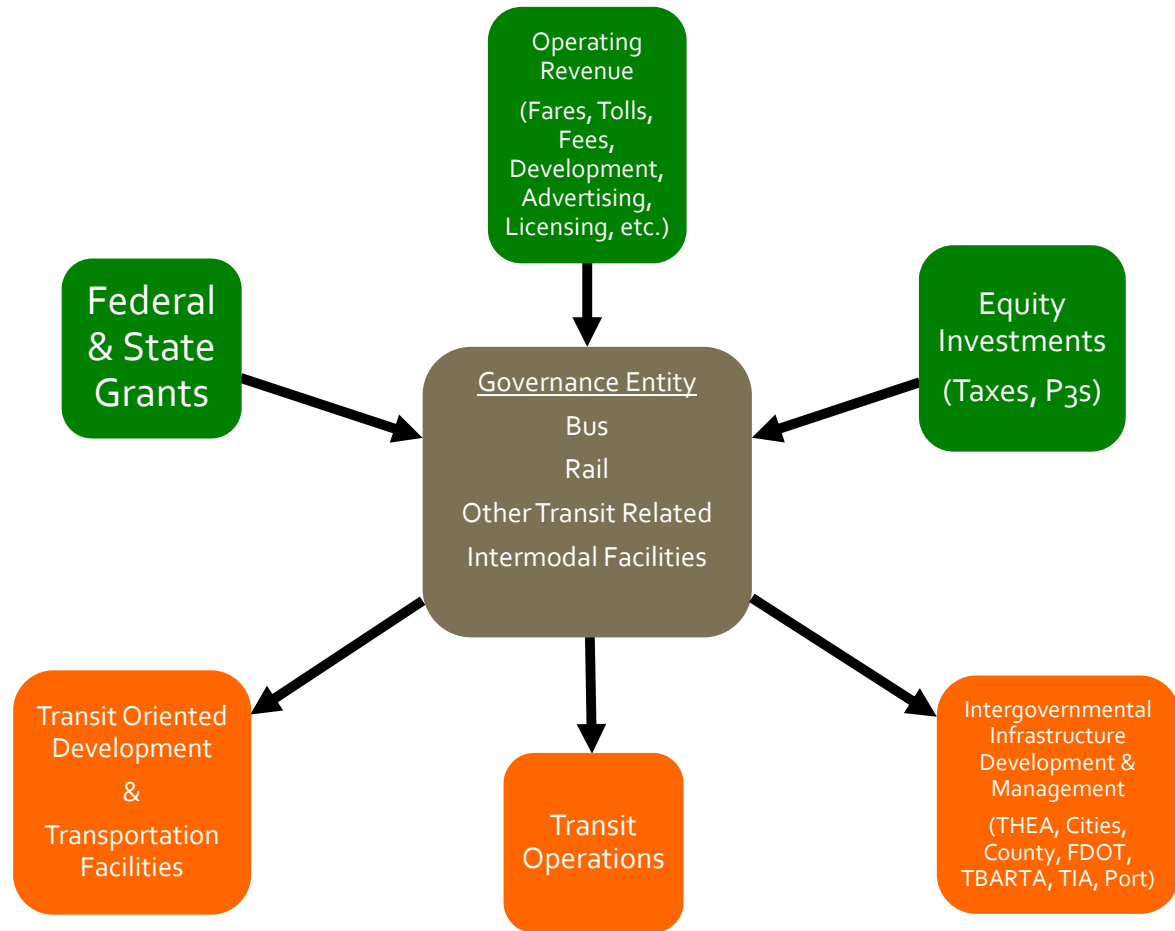 Operating
Revenue
(Fares, Tolls,
Fees,
Development,
Advertising,
Licensing, etc.)
Federal
& State
Grants
Equity
Investments
(Taxes, P3s)
Governance Entity
Bus
Rail
Other Transit Related
Intermodal Facilities
Transit Oriented
Development
&
Transportation
Facilities
Transit
Operations
Intergovernmental
Infrastructure
Development &
Management
(THEA, Cities,
County, FDOT,
TBARTA, TIA, Port)